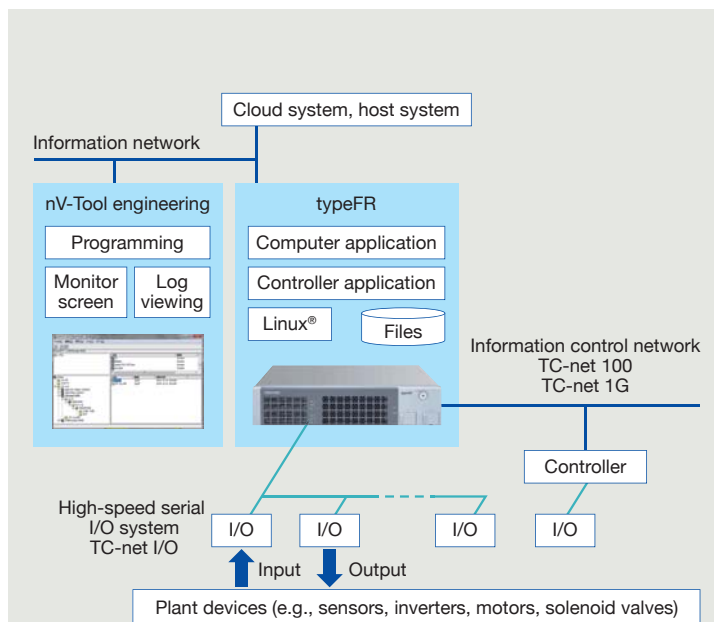 Cloud system, host system
Information network
nV-Tool engineering
Programming
Monitor
screen
Log
viewing
typeFR
Computer application
Controller application
Linux®
Files
Information control network
TC-net 100
TC-net 1G
Controller
High-speed serial
I/O system
TC-net I/O
I/O
I/O
I/O
I/O
Input
Output
Plant devices (e.g., sensors, inverters, motors, solenoid valves)